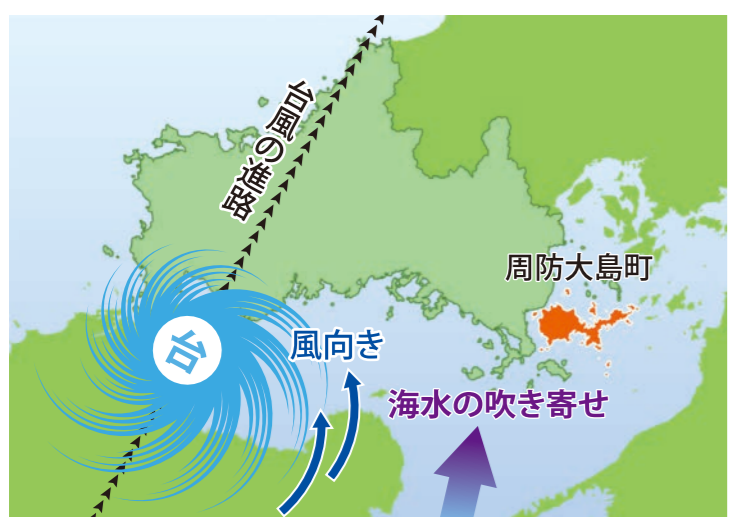 台風の進路
周防大島町
台
風向き
海水の吹き寄せ